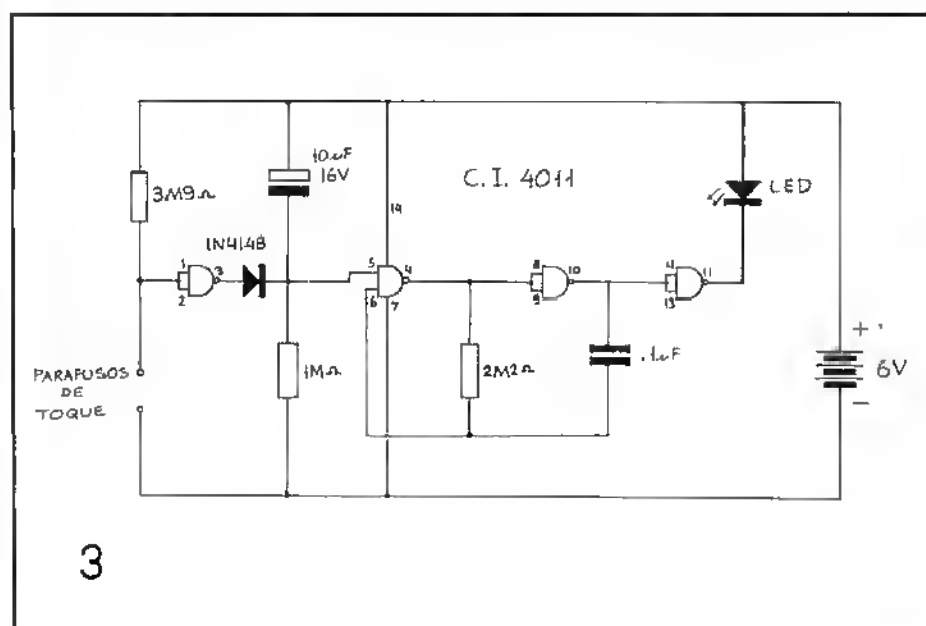 10uF
16V
C. I. 4011
LED
3M9Ω
14
1N4148
1
2
3
5
6
4
7
8
9
10
11
13
11
+
6V
-
1MΩ
2M2Ω
.1uF
PARAFUSOS
DE
TOQUE
3